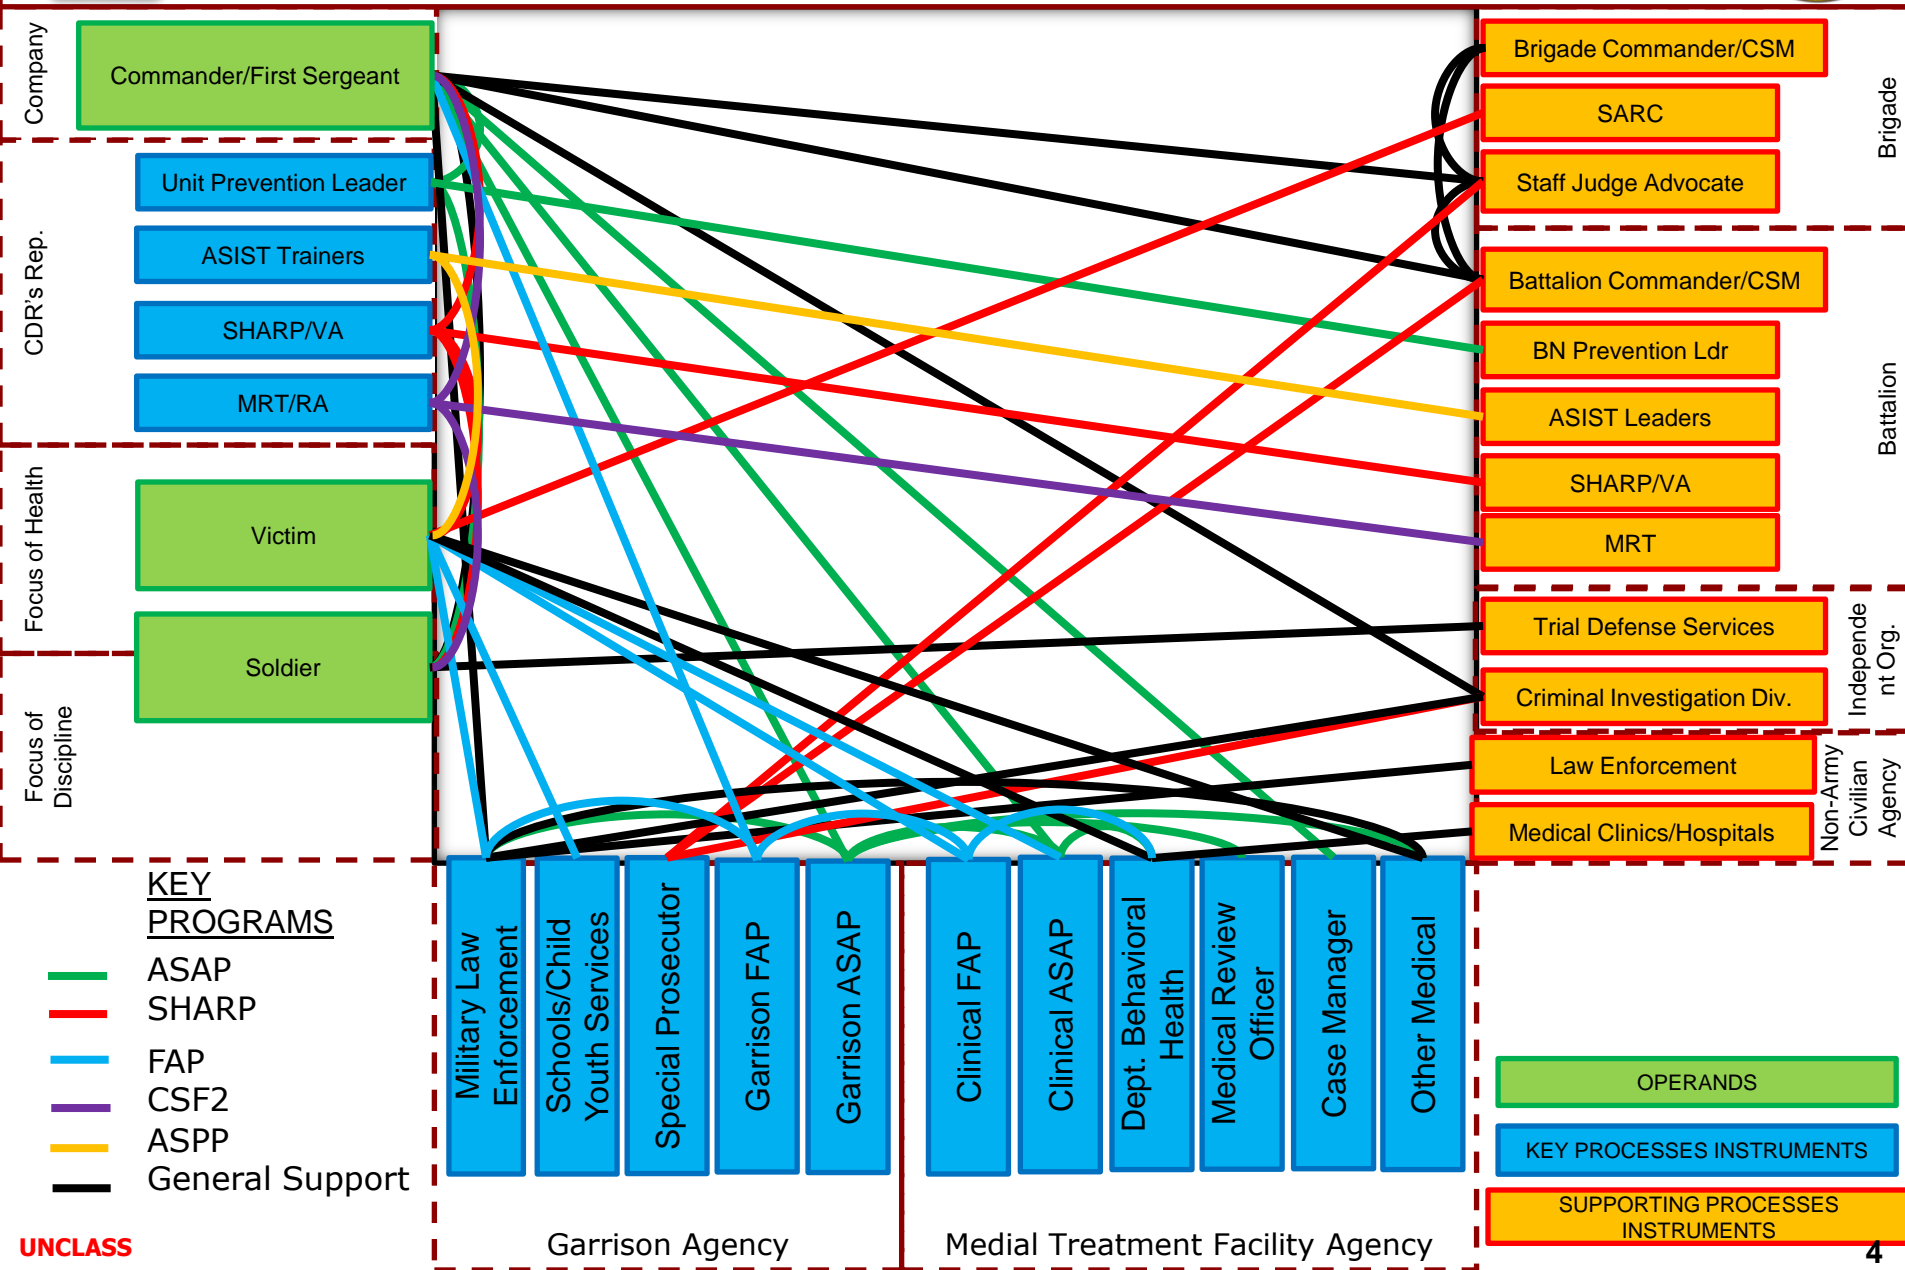 Company
Commander/First Sergeant
CDR's Rep.
Unit Prevention Leader
ASIST Trainers
SHARP/VA
MRT/RA
Focus of Health
Victim
Soldier
Focus of
Discipline
Brigade Commander/CSM
SARC
Staff Judge Advocate
Brigade
Battalion Commander/CSM
BN Prevention Ldr
ASIST Leaders
SHARP/VA
MRT
Battalion
Trial Defense Services
Criminal Investigation Div.
Independe
nt Org.
Law Enforcement
Medical Clinics/Hospitals
Non-Army
Civilian
Agency
KEY
PROGRAMS
ASAP
SHARP
FAP
CSF2
ASPP
General Support
Military Law
Enforcement
Schools/Child
Youth Services
Special Prosecutor
Garrison FAP
Garrison ASAP
Clinical FAP
Clinical ASAP
Dept. Behavioral
Health
Medical Review
Officer
Case Manager
Other Medical
Garrison Agency
Medial Treatment Facility Agency
OPERANDS
KEY PROCESSES INSTRUMENTS
SUPPORTING PROCESSES
INSTRUMENTS
UNCLASS
4